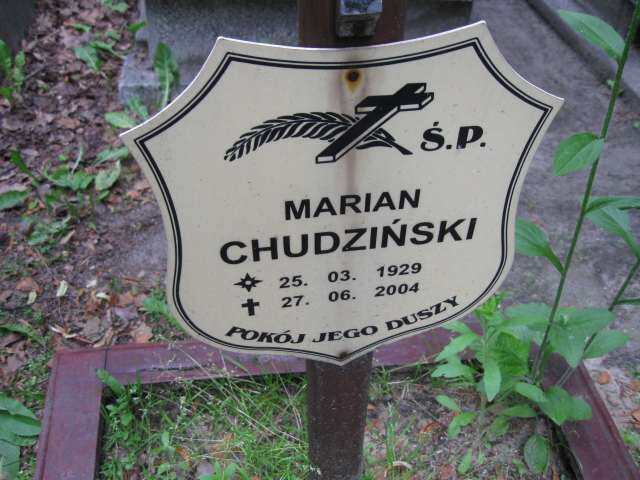 Ś.P.
MARIAN
CHUDZIŃSKI
25. 03. 1929
27. 06. 2004
POKÓJ JEGO DUSZY